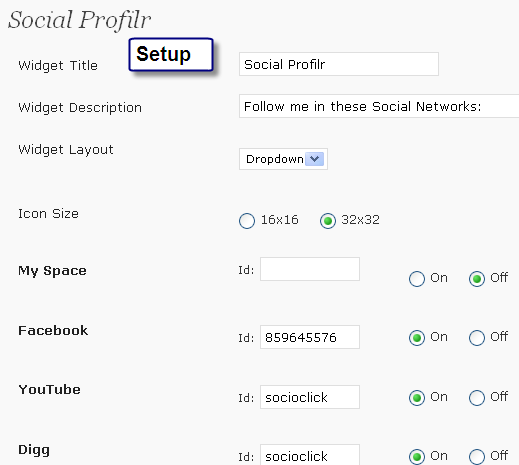 Social Profilr
Setup
Widget Title Social Profilr
Widget Description Follow me in these Social Networks:
Widget Layout Dropdown
Icon Size 16x16 32x32
My Space Id: On Off
Facebook Id: 859645576 On Off
YouTube Id: socioclick On Off
Digg Id: socioclick On Off